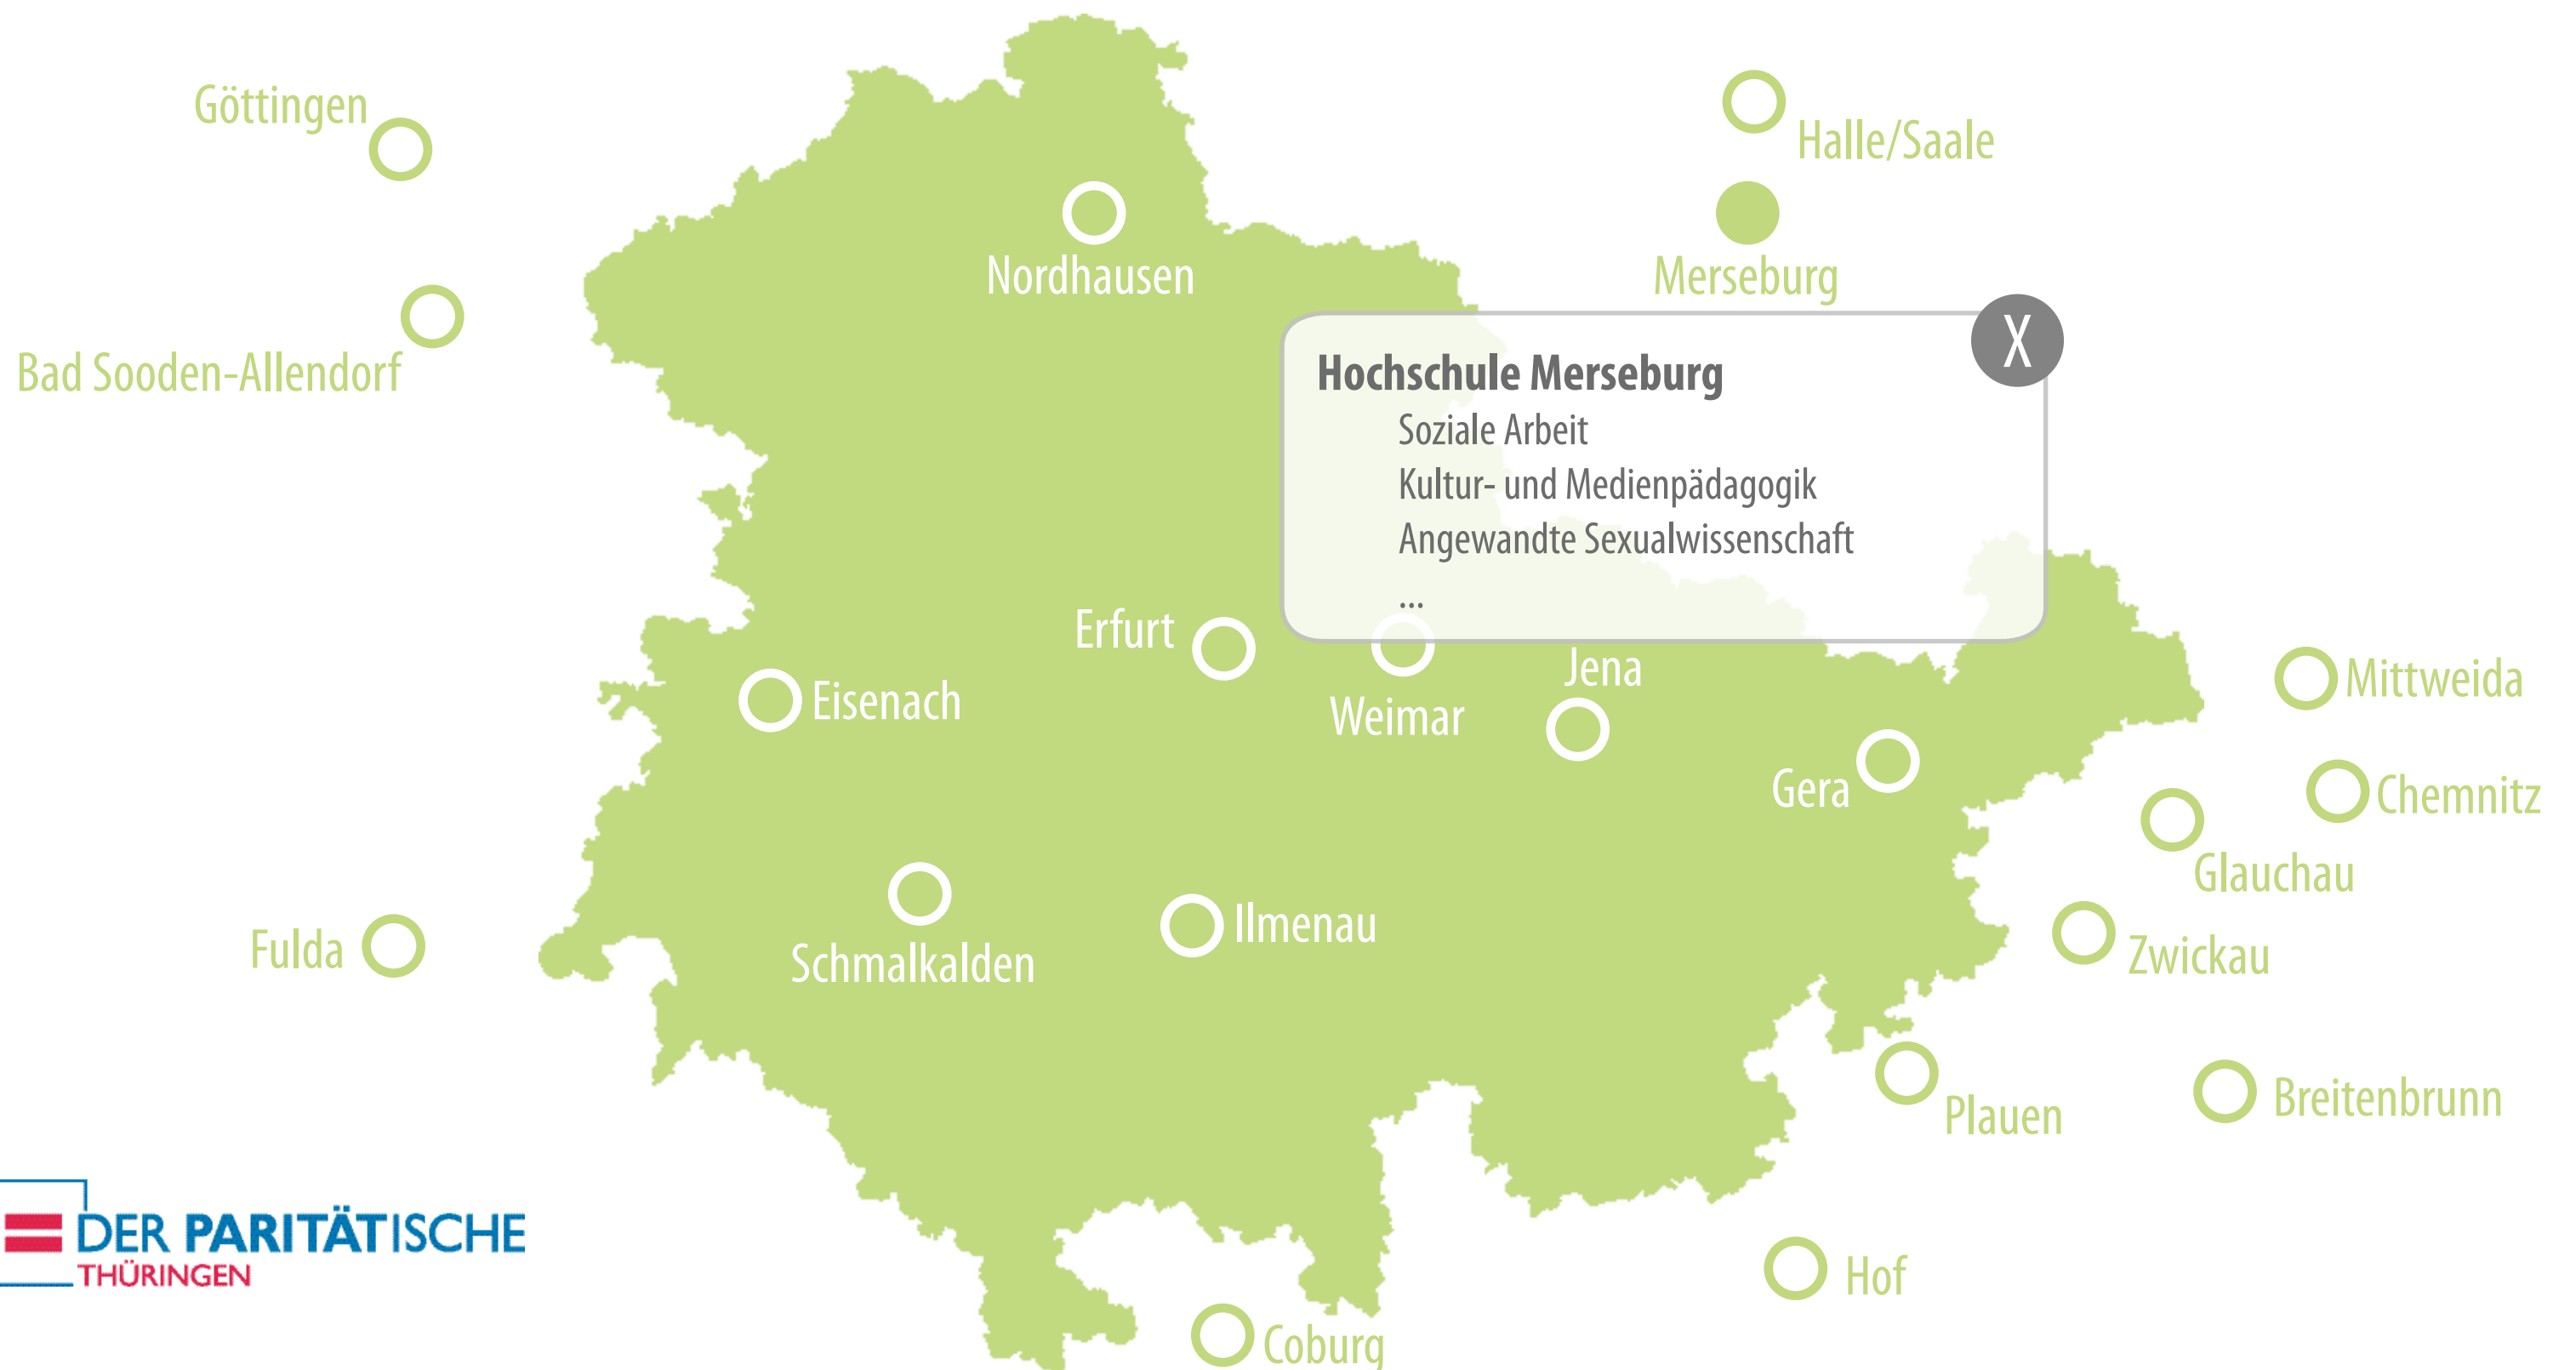 Göttingen
Halle/Saale
Nordhausen
Merseburg
Bad Sooden-Allendorf
X
Hochschule Merseburg
Soziale Arbeit
Kultur- und Medienpädagogik
Angewandte Sexualwissenschaft
...
Erfurt
Jena
Mittweida
Eisenach
Weimar
Gera
Chemnitz
Glauchau
Ilmenau
Fulda
Schmalkalden
Zwickau
Breitenbrunn
Plauen
DER PARITÄTISCHE
THÜRINGEN
Hof
Coburg